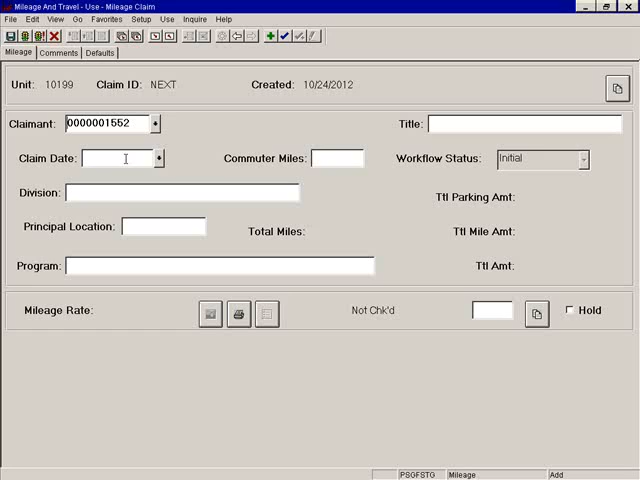 Mileage And Travel - Use - Mileage Claim
File Edit View Go Favorites Setup Use Inquire Help
Mileage Comments Defaults
Unit: 10199 Claim ID: NEXT Created: 10/24/2012
Claimant: 0000001552 Title:
Claim Date: Commuter Miles: Workflow Status: Initial
Division: Ttl Parking Amt:
Principal Location: Total Miles: Ttl Mile Amt:
Program: Ttl Amt:
Mileage Rate: Not Chk'd Hold
PSGFSTG Mileage Add